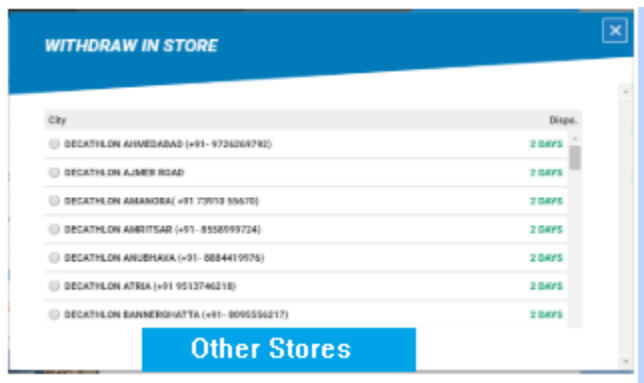 WITHDRAW IN STORE
City Dispo.
DECATHLON AHMEDABAD (+91- 9726269792) 2 DAYS
DECATHLON AJMER ROAD 2 DAYS
DECATHLON AMANORA( +91 73910 55670) 2 DAYS
DECATHLON AMRITSAR (+91- 8558999724) 2 DAYS
DECATHLON ANUBHAVA (+91- 8884419976) 2 DAYS
DECATHLON ATRIA (+91 9513746218) 2 DAYS
DECATHLON BANNERGHATTA (+91- 8095556217) 2 DAYS
Other Stores